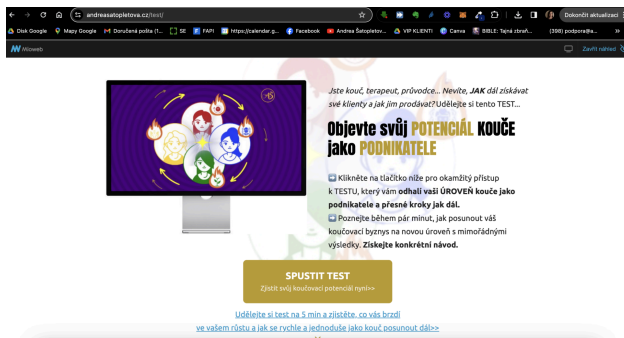 andreasatopletova.cz/text/
Dokončit aktualizaci
Disk Google
Mapy Google
Doručená pošta (1...
SE
FAPI
https://calendar.g...
Facebook
Andrea Šatopletov...
VIP KLIENTI
Canva
BIBLE: Tajná zbraň...
(398) podpora@a...
»
Mioweb
Zavřít náhled
Jste kouč, terapeut, průvodce... Nevíte, JAK dál získávat
své klienty a jak jim prodávat? Udělejte si tento TEST...
Objevte svůj POTENCIÁL KOUČE
jako PODNIKATELE
Klikněte na tlačítko níže pro okamžitý přístup
k TESTU, který vám odhalí vaši ÚROVEŇ kouče jako
podnikatele a přesné kroky jak dál.
Poznejte během pár minut, jak posunout váš
koučovací byznys na novou úroveň s mimořádnými
výsledky. Získejte konkrétní návod.
SPUSTIT TEST
Zjistit svůj koučovací potenciál nyní>>
Udělejte si test na 5 min a zjistěte, co vás brzdí
ve vašem růstu a jak se rychle a jednoduše jako kouč posunout dál>>